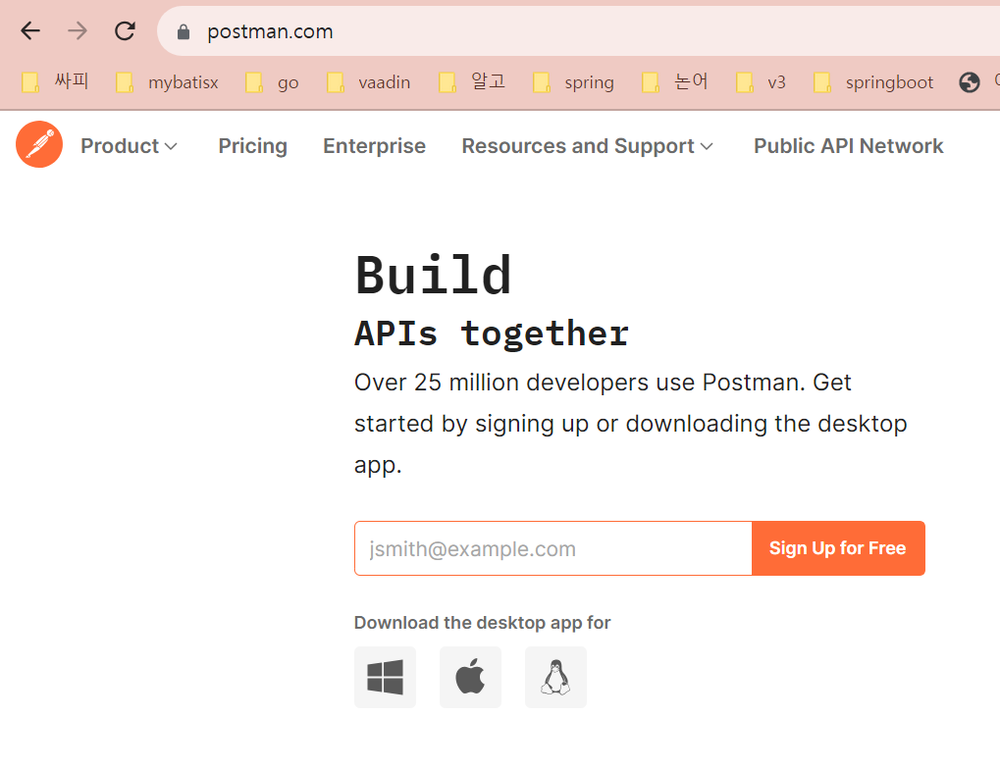 postman.com
싸피 mybatisx go vaadin 알고 spring 논어 v3 springboot
Product Pricing Enterprise Resources and Support Public API Network
Build
APIs together
Over 25 million developers use Postman. Get
started by signing up or downloading the desktop
app.
jsmith@example.com Sign Up for Free
Download the desktop app for